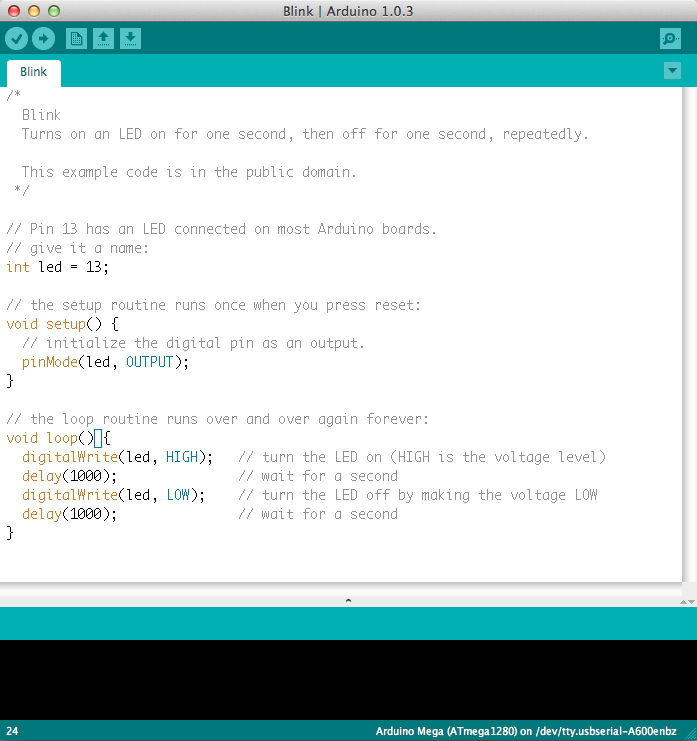 Blink | Arduino 1.0.3
Blink
/*
  Blink
  Turns on an LED on for one second, then off for one second, repeatedly.

  This example code is in the public domain.
 */

// Pin 13 has an LED connected on most Arduino boards.
// give it a name:
int led = 13;

// the setup routine runs once when you press reset:
void setup() {
  // initialize the digital pin as an output.
  pinMode(led, OUTPUT);
}

// the loop routine runs over and over again forever:
void loop() {
  digitalWrite(led, HIGH);   // turn the LED on (HIGH is the voltage level)
  delay(1000);               // wait for a second
  digitalWrite(led, LOW);    // turn the LED off by making the voltage LOW
  delay(1000);               // wait for a second
}
24
Arduino Mega (ATmega1280) on /dev/tty.usbserial-A600enbz